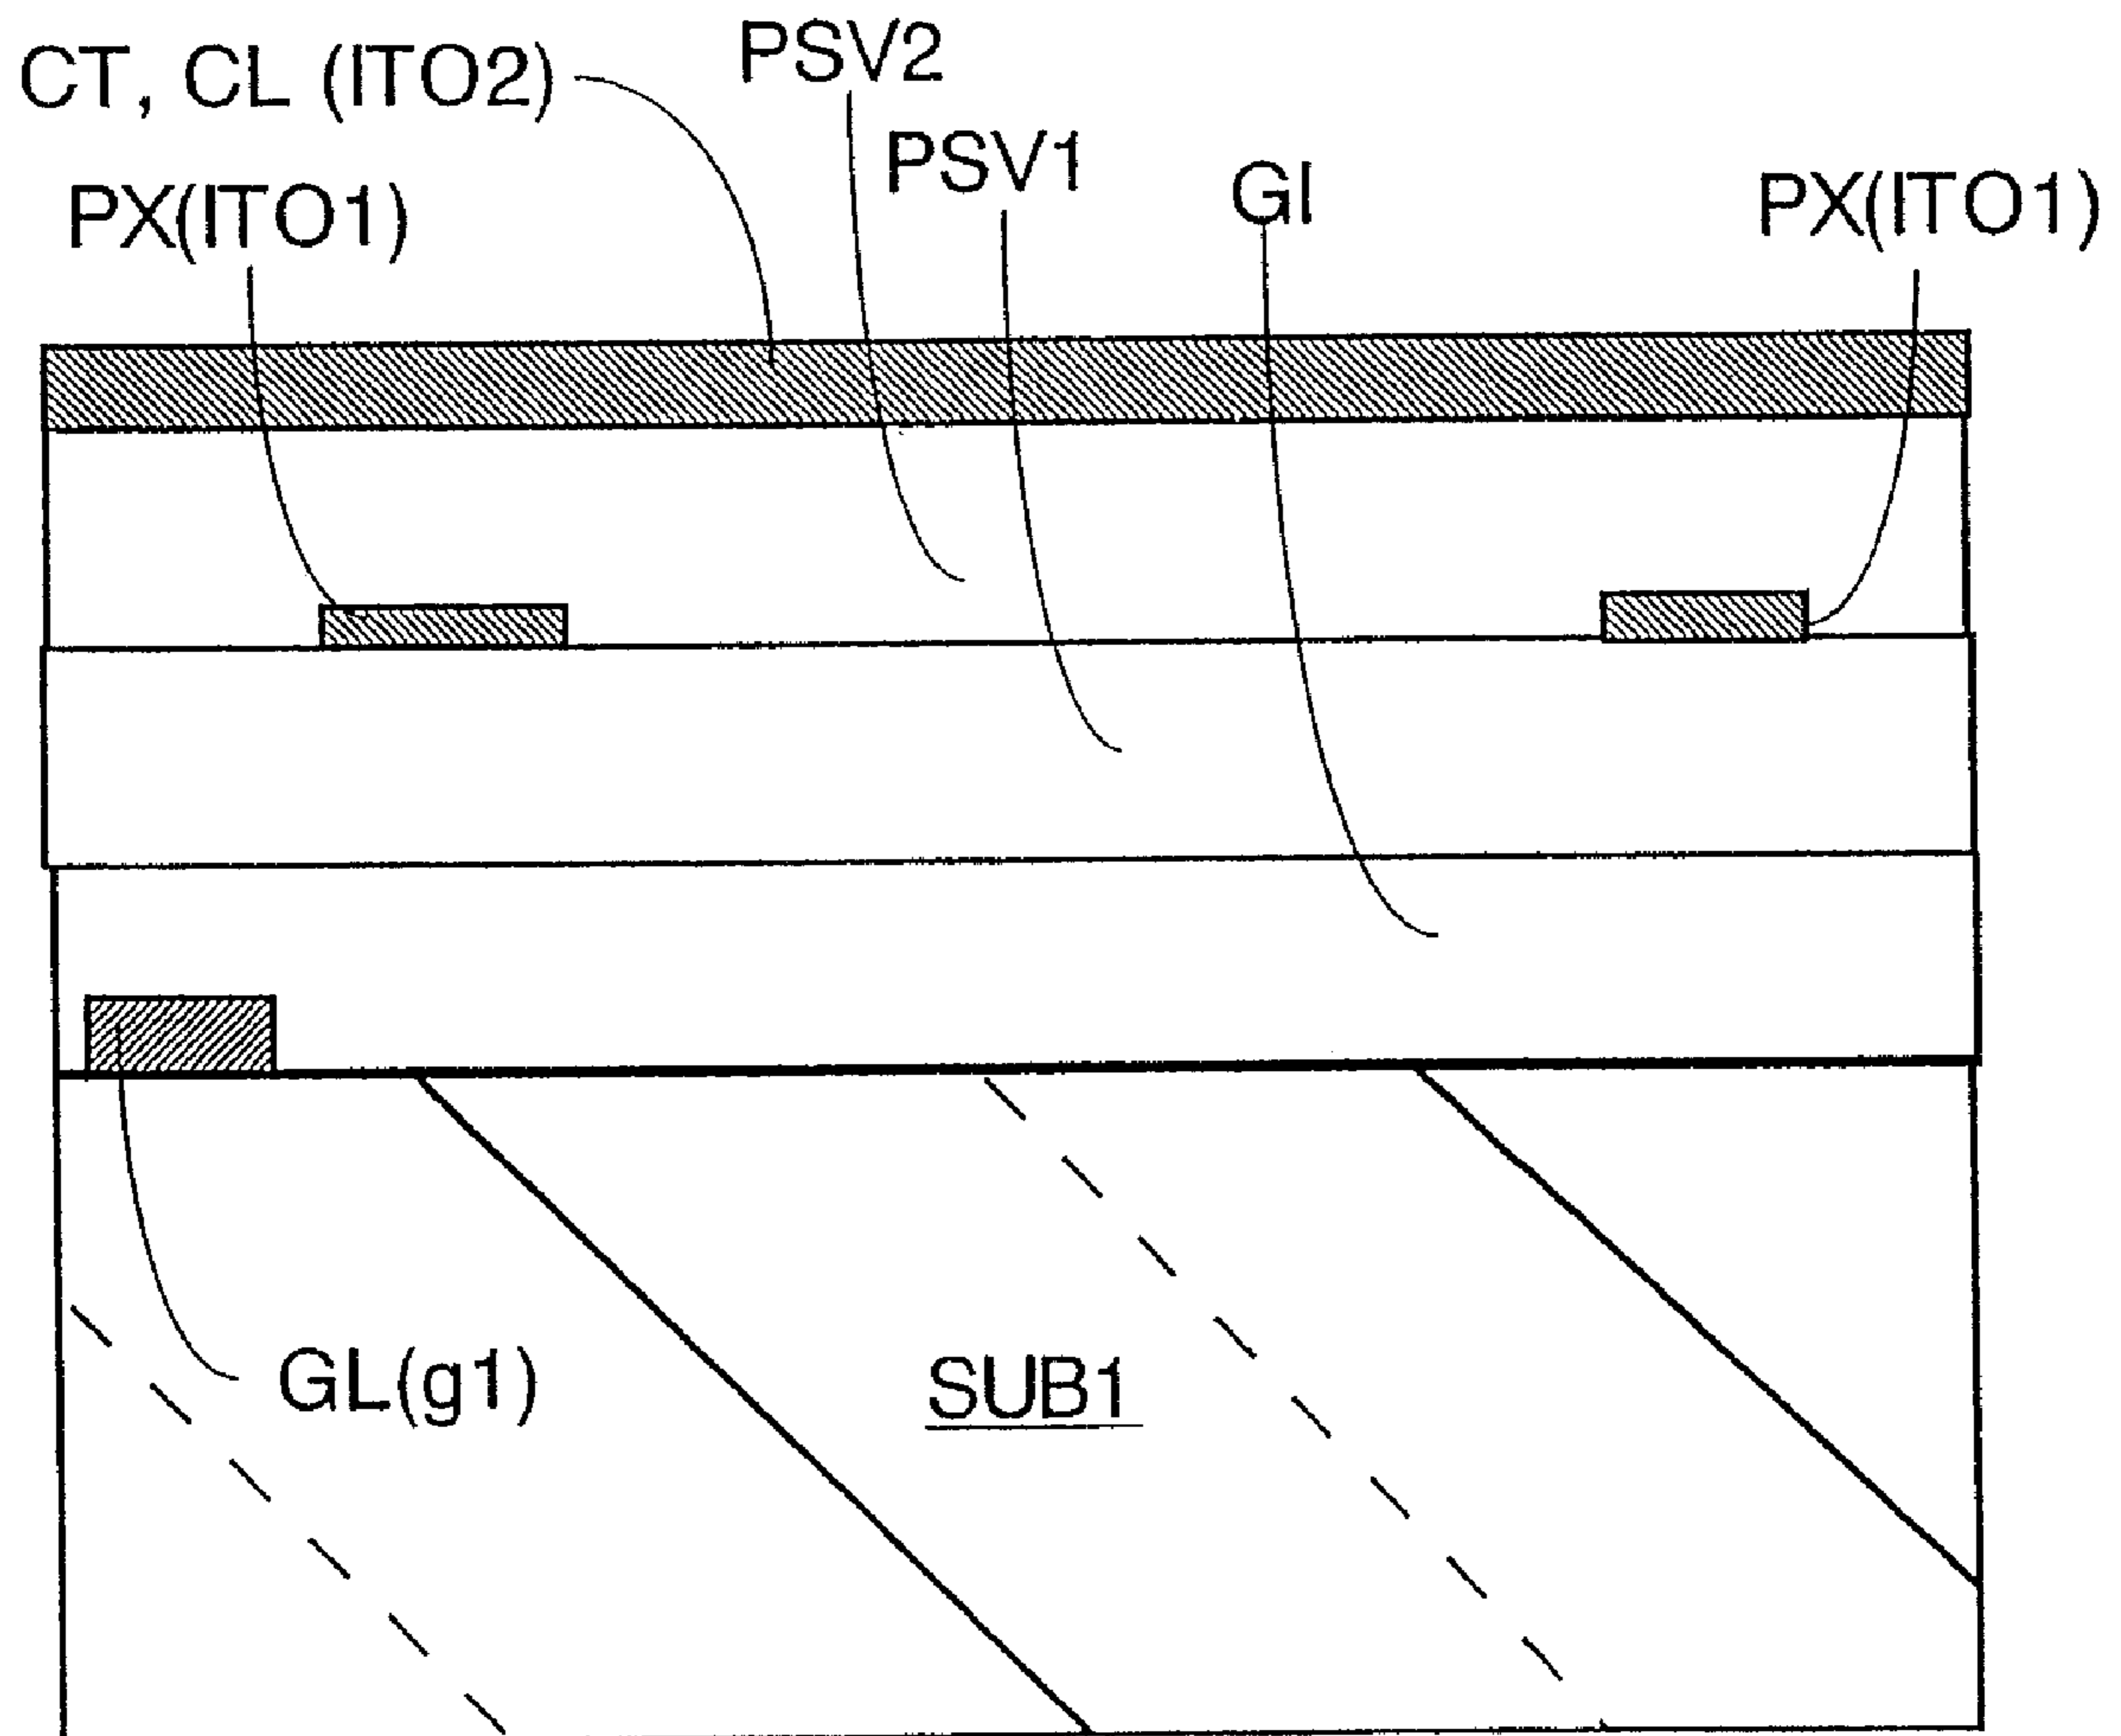 CT, CL (ITO2)
PSV2
PSV1
PX(ITO1)
GI
PX(ITO1)
GL(g1)
SUB1